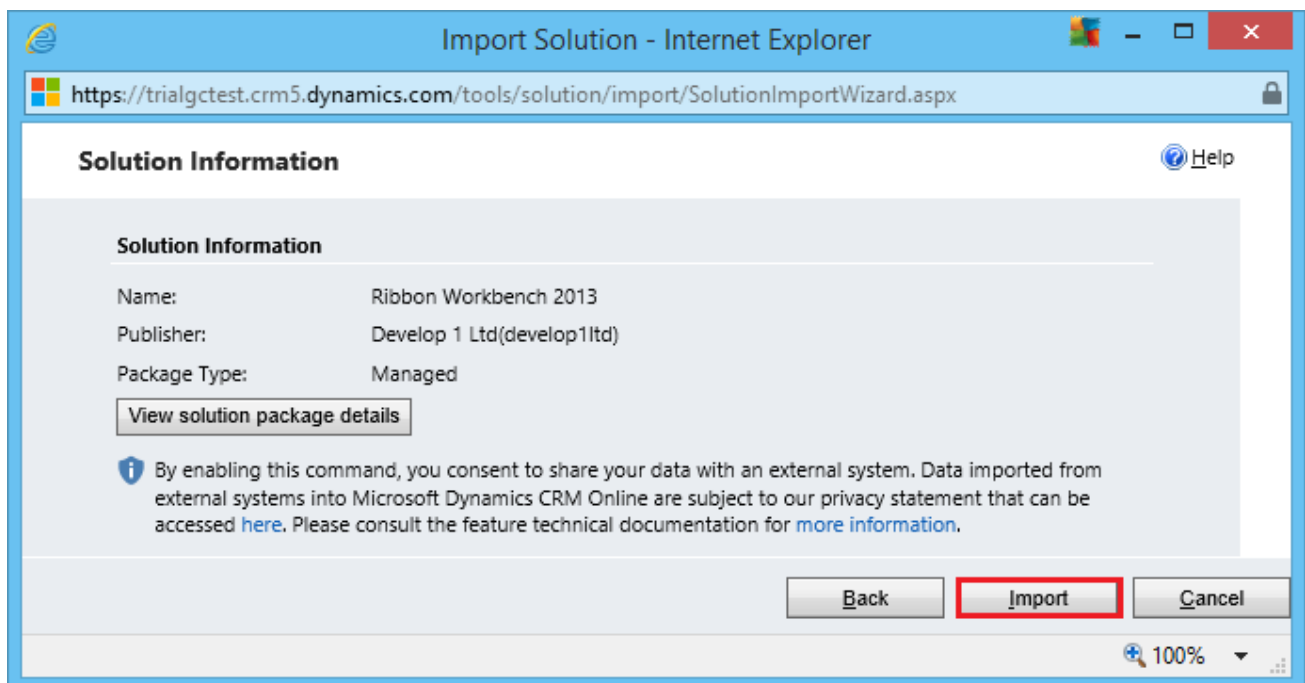 Import Solution - Internet Explorer
https://trialgctest.crm5.dynamics.com/tools/solution/import/SolutionImportWizard.aspx
Solution Information
Help
Solution Information
Name: Ribbon Workbench 2013
Publisher: Develop 1 Ltd(develop1ltd)
Package Type: Managed
View solution package details
By enabling this command, you consent to share your data with an external system. Data imported from
external systems into Microsoft Dynamics CRM Online are subject to our privacy statement that can be
accessed here. Please consult the feature technical documentation for more information.
Back Import Cancel
100%